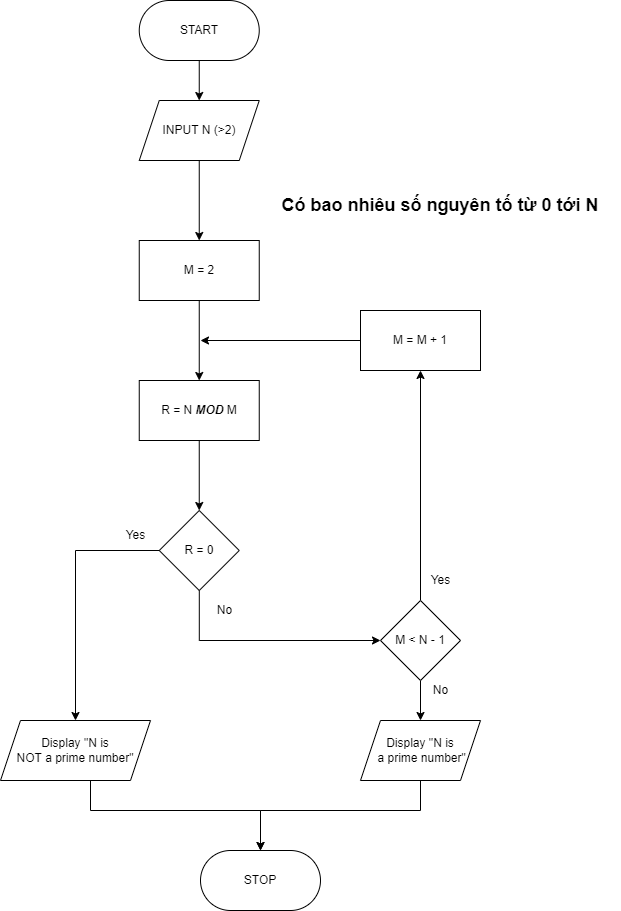 START
INPUT N (>2)
Có bao nhiêu số nguyên tố từ 0 tới N
M = 2
M = M + 1
R = N MOD M
Yes
R = 0
Yes
No
M < N - 1
No
Display "N is
NOT a prime number"
Display "N is
a prime number"
STOP